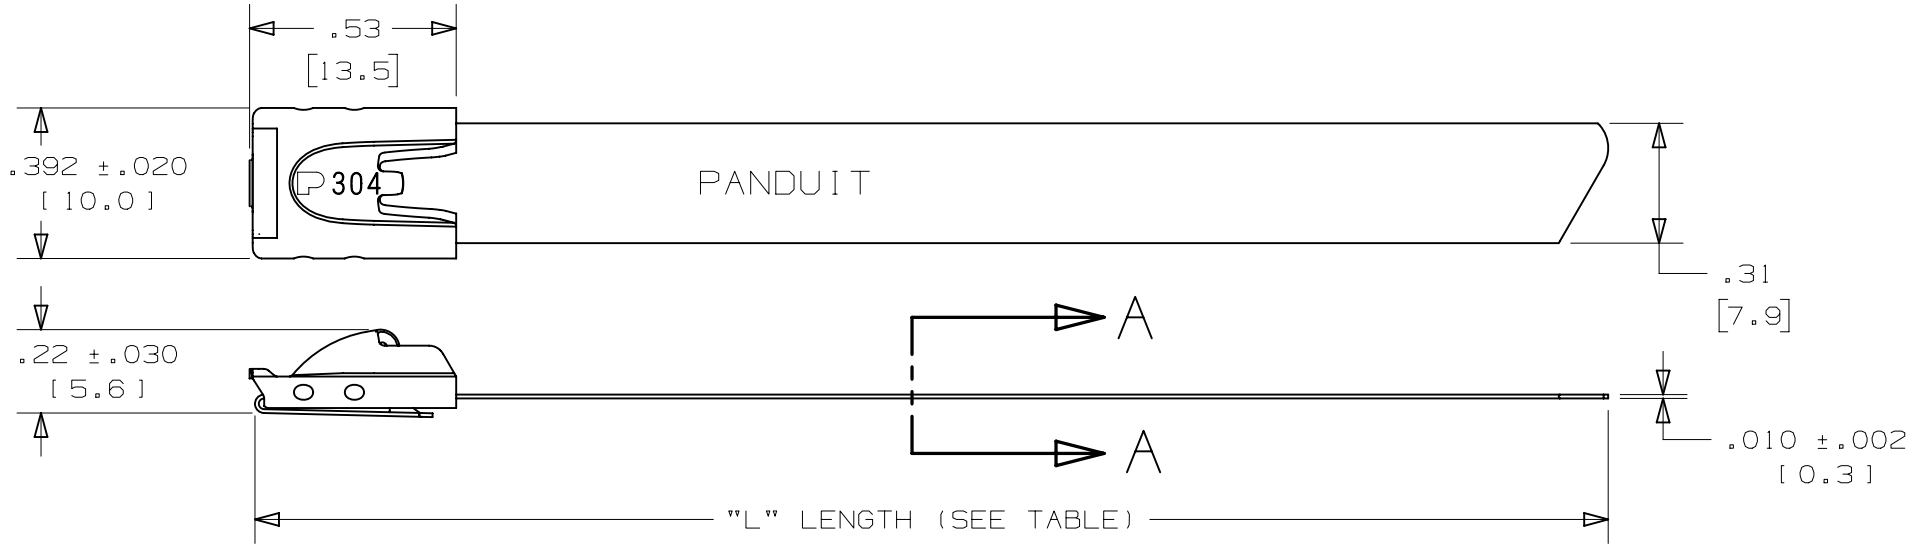 .53
[13.5]
.392 ±.020
[10.0]
P 304
PANDUIT
.31
[7.9]
.22 ±.030
[5.6]
A
A
.010 ±.002
[0.3]
"L" LENGTH (SEE TABLE)